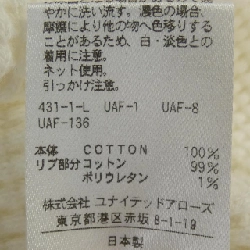 やかに洗い流す。濃色の場合、
摩擦により他の物へ色移りする
ことがあるため、白・淡色との
着用に注意。
ネット使用。
引っかけ注意。
431-1-L UAF-1 UAF-8
UAF-136
本体 COTTON 100%
リブ部分コットン 99%
ポリウレタン 1%
株式会社 ユナイテッドアローズ
東京都港区赤坂8-1-19
日本製